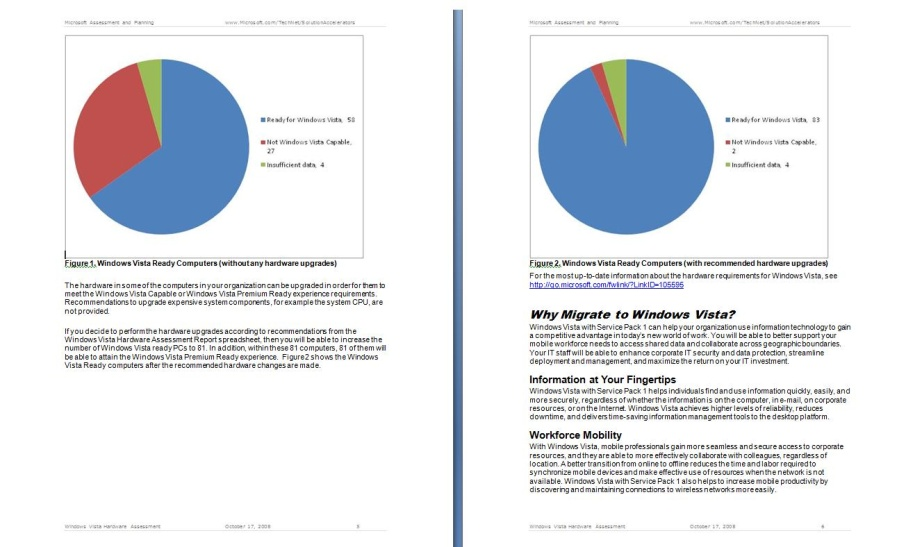 Microsoft Assessment and Planning
www.microsoft.com/TechNet/SolutionAccelerators
Ready for Windows Vista, 58
Not Windows Vista Capable,
27
Insufficient data, 4
Figure 1. Windows Vista Ready Computers (without any hardware upgrades)
The hardware in some of the computers in your organization can be upgraded in order for them to
meet the Windows Vista Capable or Windows Vista Premium Ready experience requirements.
Recommendations to upgrade expensive system components, for example the system CPU, are
not provided.
If you decide to perform the hardware upgrades according to recommendations from the
Windows Vista Hardware Assessment Report spreadsheet, then you will be able to increase the
number of Windows Vista ready PCs to 81. In addition, within these 81 computers, 81 of them will
be able to attain the Windows Vista Premium Ready experience. Figure 2 shows the Windows
Vista Ready computers after the recommended hardware changes are made.
Windows Vista Hardware Assessment
October 17, 2008
5
Microsoft Assessment and Planning
www.microsoft.com/TechNet/SolutionAccelerators
Ready for Windows Vista, 83
Not Windows Vista Capable,
2
Insufficient data, 4
Figure 2. Windows Vista Ready Computers (with recommended hardware upgrades)
For the most up-to-date information about the hardware requirements for Windows Vista, see
http://go.microsoft.com/fwlink/?LinkID=105595
Why Migrate to Windows Vista?
Windows Vista with Service Pack 1 can help your organization use information technology to gain
a competitive advantage in today's new world of work. You will be able to better support your
mobile workforce needs to access shared data and collaborate across geographic boundaries.
Your IT staff will be able to enhance corporate IT security and data protection, streamline
deployment and management, and maximize the return on your IT investment.
Information at Your Fingertips
Windows Vista with Service Pack 1 helps individuals find and use information quickly, easily, and
more securely, regardless of whether the information is on the computer, in e-mail, on corporate
resources, or on the Internet. Windows Vista achieves higher levels of reliability, reduces
downtime, and delivers time-saving information management tools to the desktop platform.
Workforce Mobility
With Windows Vista, mobile professionals gain more seamless and secure access to corporate
resources, and they are able to more effectively collaborate with colleagues, regardless of
location. A better transition from online to offline reduces the time and labor required to
synchronize mobile devices and make effective use of resources when the network is not
available. Windows Vista with Service Pack 1 also helps to increase mobile productivity by
discovering and maintaining connections to wireless networks more easily.
Windows Vista Hardware Assessment
October 17, 2008
6